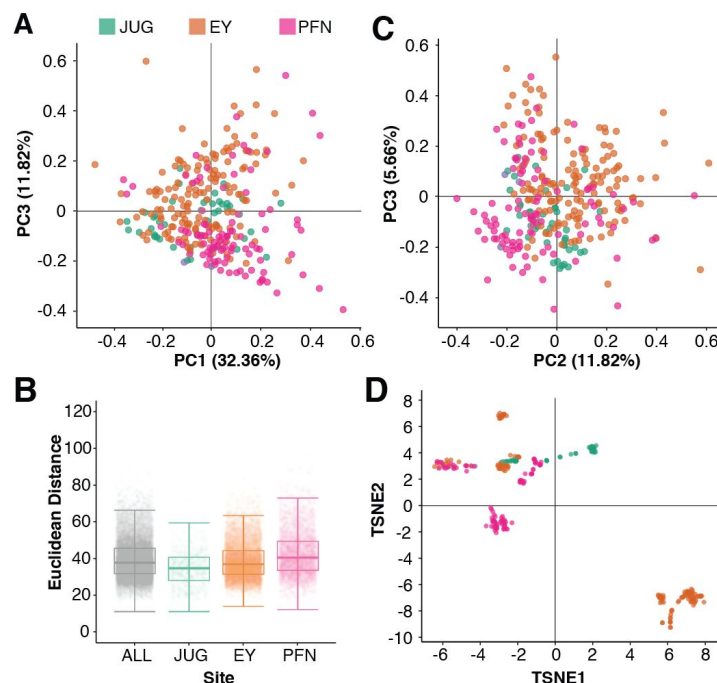 A
JUG EY PFN
C
PC3 (11.82%)
0.6
0.4
0.2
0
-0.2
-0.4
-0.4 -0.2 0 0.2 0.4 0.6
PC1 (32.36%)
PC3 (5.66%)
0.6
0.4
0.2
0
-0.2
-0.4
-0.4 -0.2 0 0.2 0.4 0.6
PC2 (11.82%)
B
Euclidean Distance
120
100
80
60
40
20
0
ALL JUG EY PFN
Site
D
TSNE2
8
6
4
2
0
-2
-4
-6
-8
-10
-6 -4 -2 0 2 4 6 8
TSNE1